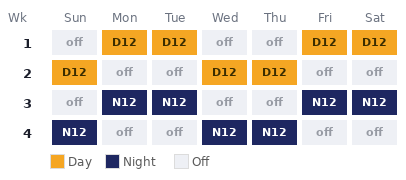 Wk Sun Mon Tue Wed Thu Fri Sat
1 off D12 D12 off off D12 D12
2 D12 off off D12 D12 off off
3 off N12 N12 off off N12 N12
4 N12 off off N12 N12 off off
Day Night Off